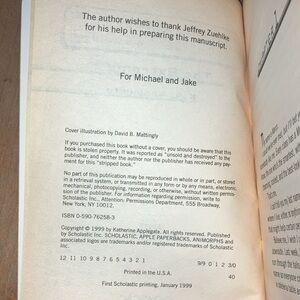 The author wishes to thank Jeffrey Zuehlke
for his help in preparing this manuscript.
For Michael and Jake
Cover illustration by David B. Mattingly
If you purchased this book without a cover, you should be aware that this
book is stolen property. It was reported as "unsold and destroyed" to the
publisher, and neither the author nor the publisher has received any pay-
ment for this "stripped book."
No part of this publication may be reproduced in whole or in part, or stored
in a retrieval system, or transmitted in any form or by any means, electronic,
mechanical, photocopying, recording, or otherwise, without written permis-
sion of the publisher. For information regarding permission, write to
Scholastic Inc., Attention: Permissions Department, 555 Broadway,
New York, NY 10012.
ISBN 0-590-76258-3
Copyright © 1999 by Katherine Applegate. All rights reserved. Published
by Scholastic Inc. SCHOLASTIC, APPLE PAPERBACKS, ANIMORPHS and
associated logos are trademarks and/or registered trademarks of Scholastic
Inc.
12 11 10 9 8 7 6 5 4 3 2 1 9/9 0 1 2 3/0
40
Printed in the U.S.A.
First Scholastic printing, January 1999